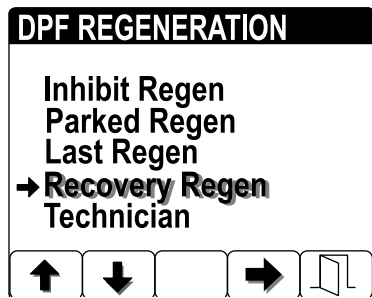 DPF REGENERATION
Inhibit Regen
Parked Regen
Last Regen
Recovery Regen
Technician